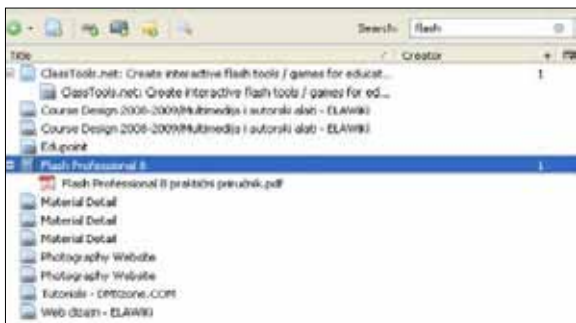 Search: flash
Title Creator
ClassTools.net: Create interactive flash tools / games for educat... 1
ClassTools.net: Create interactive flash tools / games for ed...
Course Design 2008-2009/Multimedija i autorski alati - ELAWIKI
Course Design 2008-2009/Multimedija i autorski alati - ELAWIKI
Edupoint
Flash Professional 8 1
Flash Professional 8 praktični priručnik.pdf
Material Detail
Material Detail
Material Detail
Photography Website
Photography Website
Tutorials - DMXzone.COM
Web dizajn - ELAWIKI